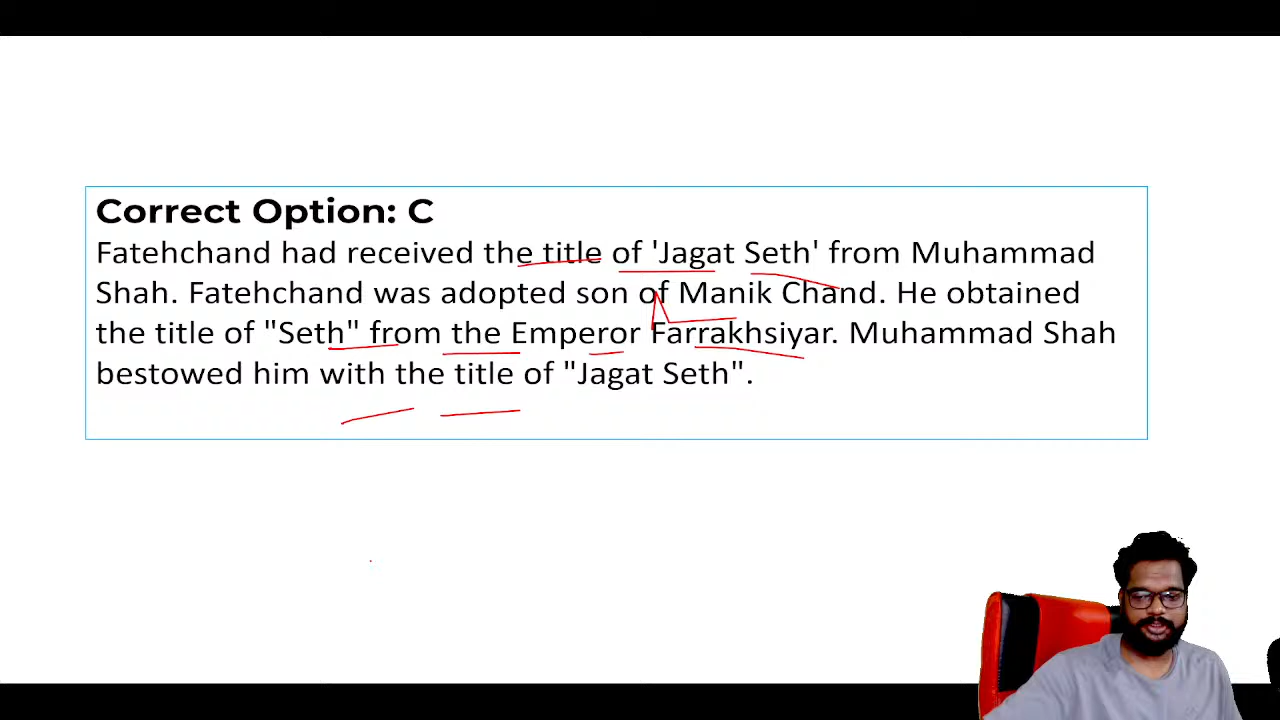 Correct Option: C
Fatehchand had received the title of 'Jagat Seth' from Muhammad
Shah. Fatehchand was adopted son of Manik Chand. He obtained
the title of "Seth" from the Emperor Farrakhsiyar. Muhammad Shah
bestowed him with the title of "Jagat Seth".